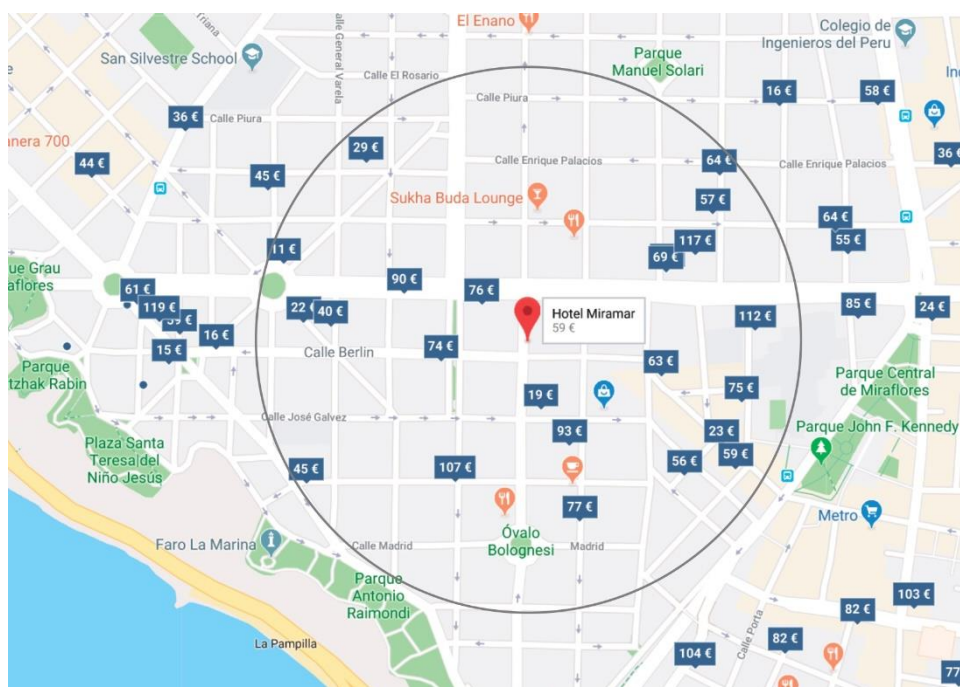 El Enano
Colegio de
Ingenieros del Peru
Triana
San Silvestre School
Calle General Varela
Parque
Manuel Solari
Calle El Rosario
16 €
58 €
Calle Piura
36 €
Calle Piura
anera 700
29 €
44 €
45 €
Calle Enrique Palacios
64 €
Calle Enrique Palacios
36 €
Sukha Buda Lounge
57 €
64 €
117 €
55 €
11 €
69 €
ue Grau
aflores
90 €
76 €
61 €
119 €
59 €
22 €
40 €
Hotel Miramar
59 €
112 €
85 €
24 €
16 €
15 €
Calle Berlin
74 €
63 €
Parque
tzhak Rabin
Parque Central
de Miraflores
75 €
19 €
Calle José Galvez
93 €
23 €
Parque John F. Kennedy
Plaza Santa
Teresa del
Niño Jesús
45 €
107 €
56 €
59 €
77 €
Metro
Faro La Marina
Calle Madrid
Óvalo
Bolognesi
Madrid
Parque
Antonio
Raimondi
103 €
82 €
Calle Porta
82 €
La Pampilla
104 €
77